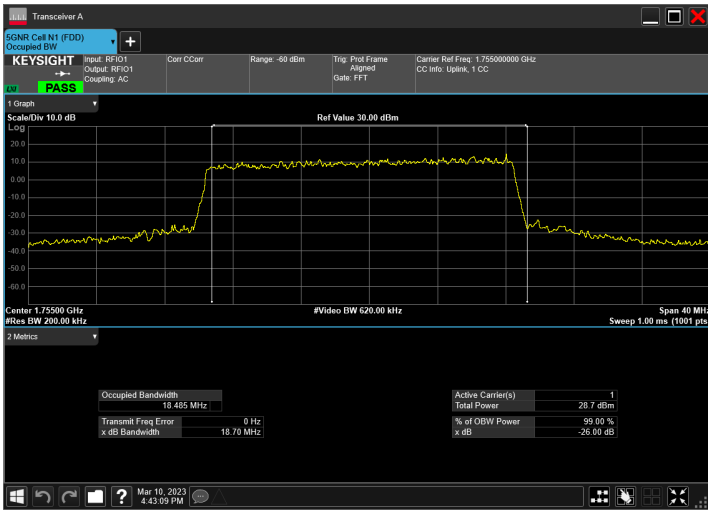 Transceiver A
5GNR Cell N1 (FDD)
Occupied BW
KEYSIGHT
LXI
PASS
Input: RFIO1
Output: RFIO1
Coupling: AC
Corr CCorr
Range: -60 dBm
Trig: Prot Frame
Aligned
Gate: FFT
Carrier Ref Freq: 1.755000000 GHz
CC Info: Uplink, 1 CC
1 Graph
Scale/Div 10.0 dB
Ref Value 30.00 dBm
Log
20.0
10.0
0.00
-10.0
-20.0
-30.0
-40.0
-50.0
-60.0
Center 1.75500 GHz
#Video BW 620.00 kHz
Span 40 MHz
#Res BW 200.00 kHz
Sweep 1.00 ms (1001 pts
2 Metrics
Occupied Bandwidth
18.485 MHz
Transmit Freq Error 0 Hz
x dB Bandwidth 18.70 MHz
Active Carrier(s) 1
Total Power 28.7 dBm
% of OBW Power 99.00 %
x dB -26.00 dB
?
Mar 10, 2023
4:43:09 PM